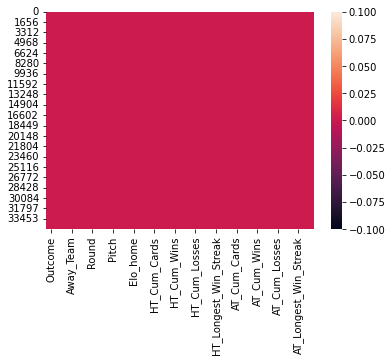 0
1656
3312
4968
6624
8280
9936
11592
13248
14904
16602
18449
20148
21804
23460
25116
26772
28428
30084
31797
33453
Outcome
Away_Team
Round
Pitch
Elo_home
HT_Cum_Cards
HT_Cum_Wins
HT_Cum_Losses
HT_Longest_Win_Streak
AT_Cum_Cards
AT_Cum_Wins
AT_Cum_Losses
AT_Longest_Win_Streak
0.100
0.075
0.050
0.025
0.000
−0.025
−0.050
−0.075
−0.100